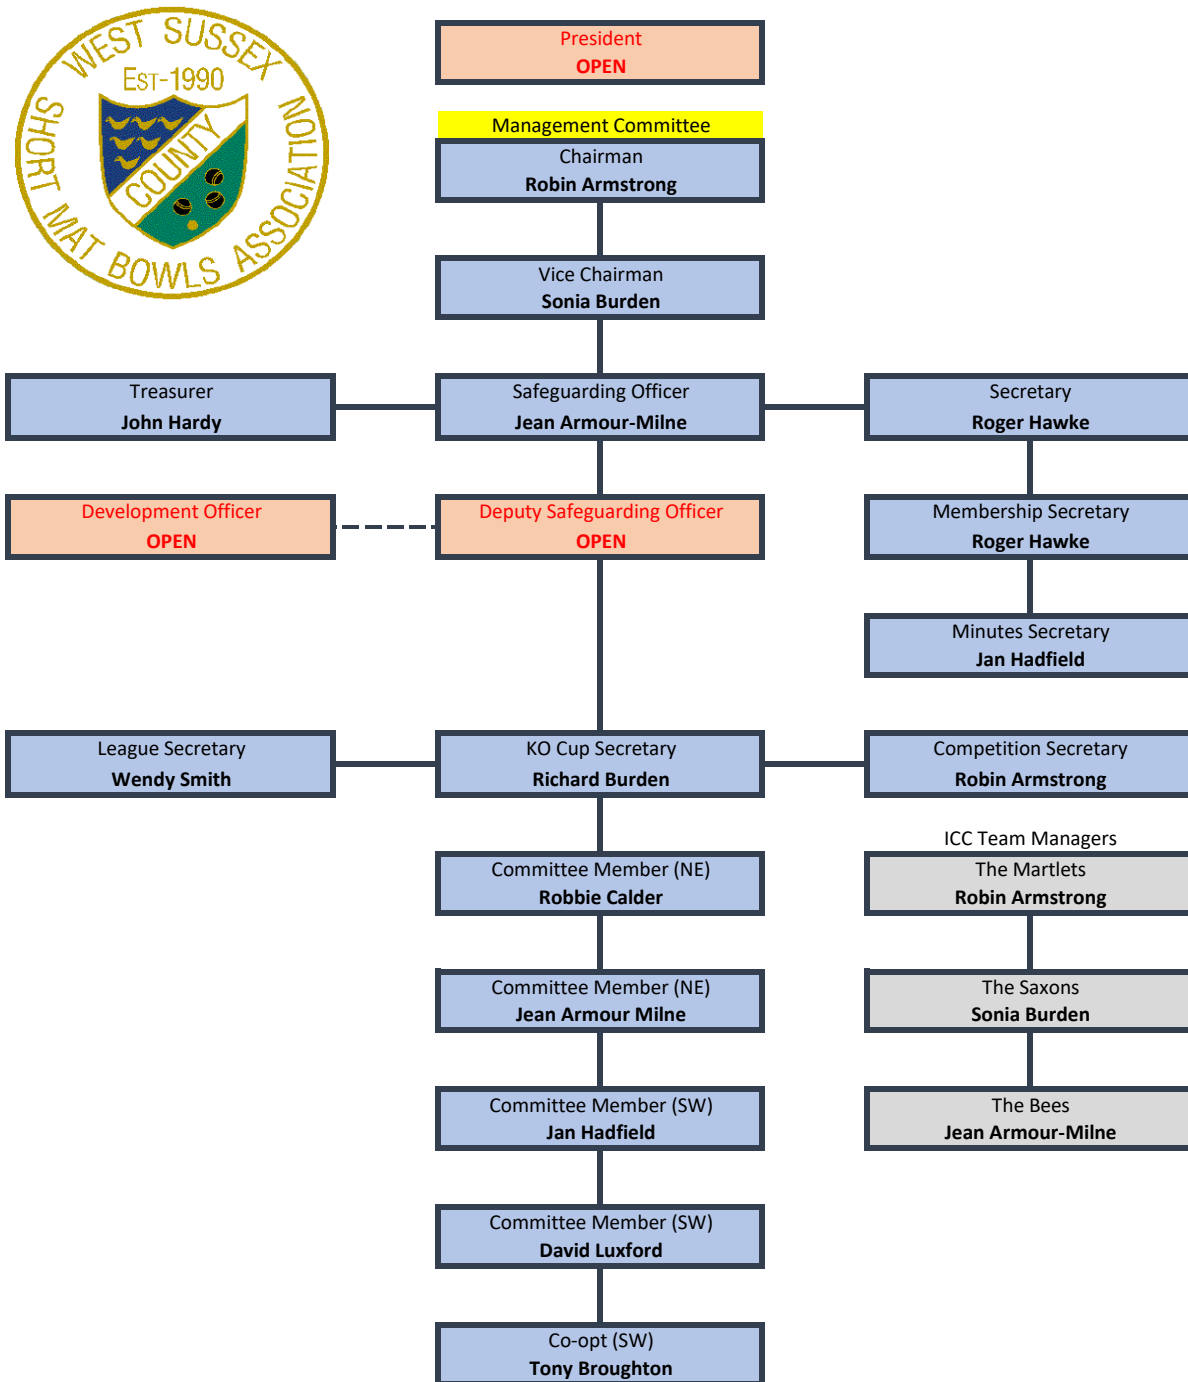 WEST SUSSEX
SHORT MAT BOWLS ASSOCIATION
EST-1990
COUNTY
President
OPEN
Management Committee
Chairman
Robin Armstrong
Vice Chairman
Sonia Burden
Treasurer
John Hardy
Safeguarding Officer
Jean Armour-Milne
Secretary
Roger Hawke
Development Officer
OPEN
Deputy Safeguarding Officer
OPEN
Membership Secretary
Roger Hawke
Minutes Secretary
Jan Hadfield
League Secretary
Wendy Smith
KO Cup Secretary
Richard Burden
Competition Secretary
Robin Armstrong
ICC Team Managers
Committee Member (NE)
Robbie Calder
The Martlets
Robin Armstrong
Committee Member (NE)
Jean Armour Milne
The Saxons
Sonia Burden
Committee Member (SW)
Jan Hadfield
The Bees
Jean Armour-Milne
Committee Member (SW)
David Luxford
Co-opt (SW)
Tony Broughton